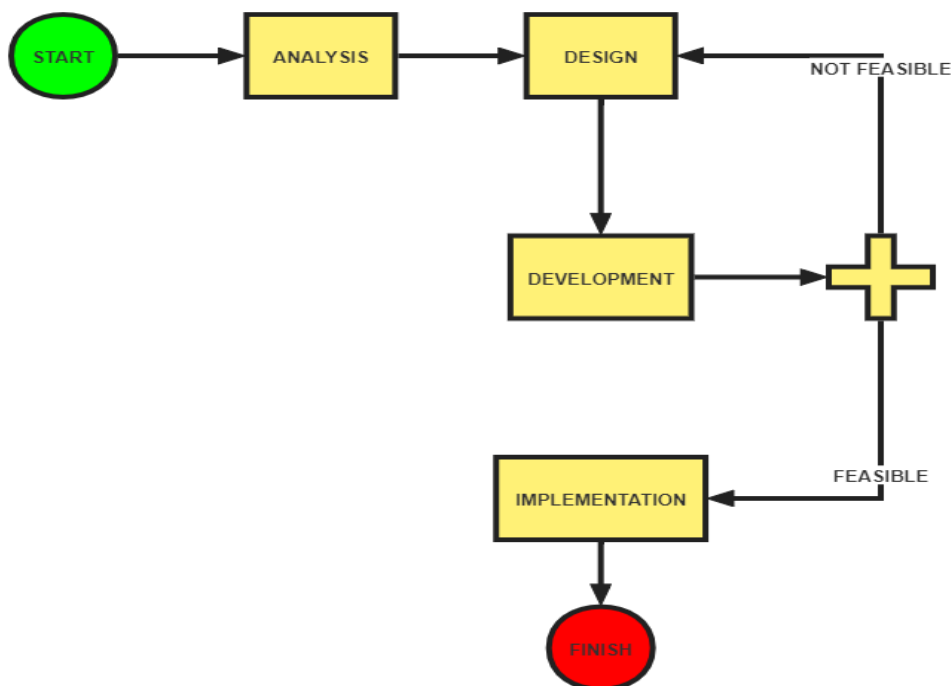 START
ANALYSIS
DESIGN
NOT FEASIBLE
DEVELOPMENT
FEASIBLE
IMPLEMENTATION
FINISH